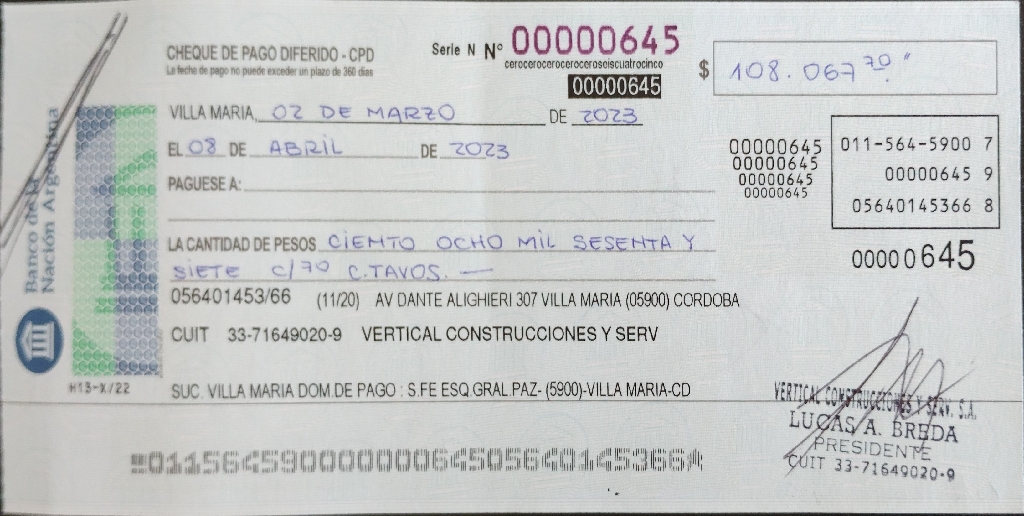 CHEQUE DE PAGO DIFERIDO - CPD
La fecha de pago no puede exceder un plazo de 360 dias
Serie N Nº 00000645
ceroceroceroceroceroseiscuatrocinco
00000645
$ 108.067 70"
VILLA MARIA, 02 DE MARZO DE 2023
EL 08 DE ABRIL DE 2023
PAGUESE A:
LA CANTIDAD DE PESOS CIENTO OCHO MIL SESENTA Y
SIETE C/70 C.TAVOS. —
00000645
00000645
00000645
00000645
011-564-5900 7
00000645 9
05640145366 8
00000645
056401453/66 (11/20) AV DANTE ALIGHIERI 307 VILLA MARIA (05900) CORDOBA
CUIT 33-71649020-9 VERTICAL CONSTRUCCIONES Y SERV
SUC. VILLA MARIA DOM.DE PAGO : S.FE ESQ.GRAL.PAZ- (5900)-VILLA MARIA-CD
Banco de la
Nación Argentina
H13-X/22
VERTICAL CONSTRUCCIONES Y SERV. S.A.
LUCAS A. BREDA
PRESIDENTE
CUIT 33-71649020-9
011564590000000645056401453668